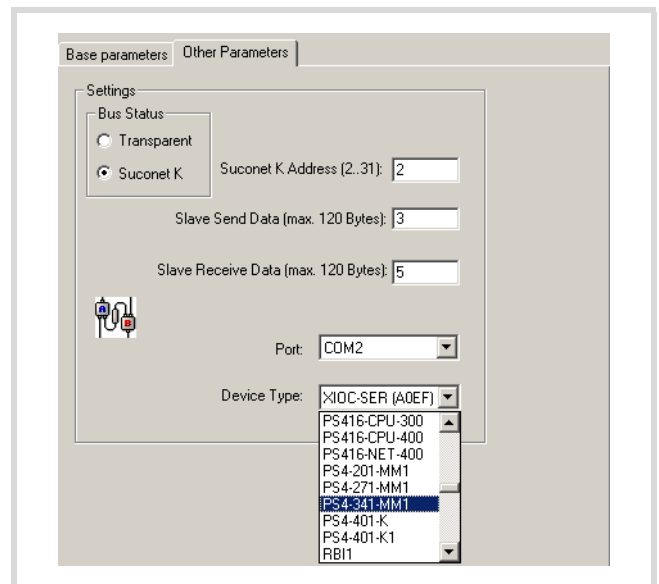 Base parameters Other Parameters
Settings
Bus Status
Transparent
Suconet K
Suconet K Address (2..31): 2
Slave Send Data (max. 120 Bytes): 3
Slave Receive Data (max. 120 Bytes): 5
A B
Port: COM2
Device Type: XIOC-SER (A0EF)
PS416-CPU-300
PS416-CPU-400
PS416-NET-400
PS4-201-MM1
PS4-271-MM1
PS4-341-MM1
PS4-401-K
PS4-401-K1
RBI1